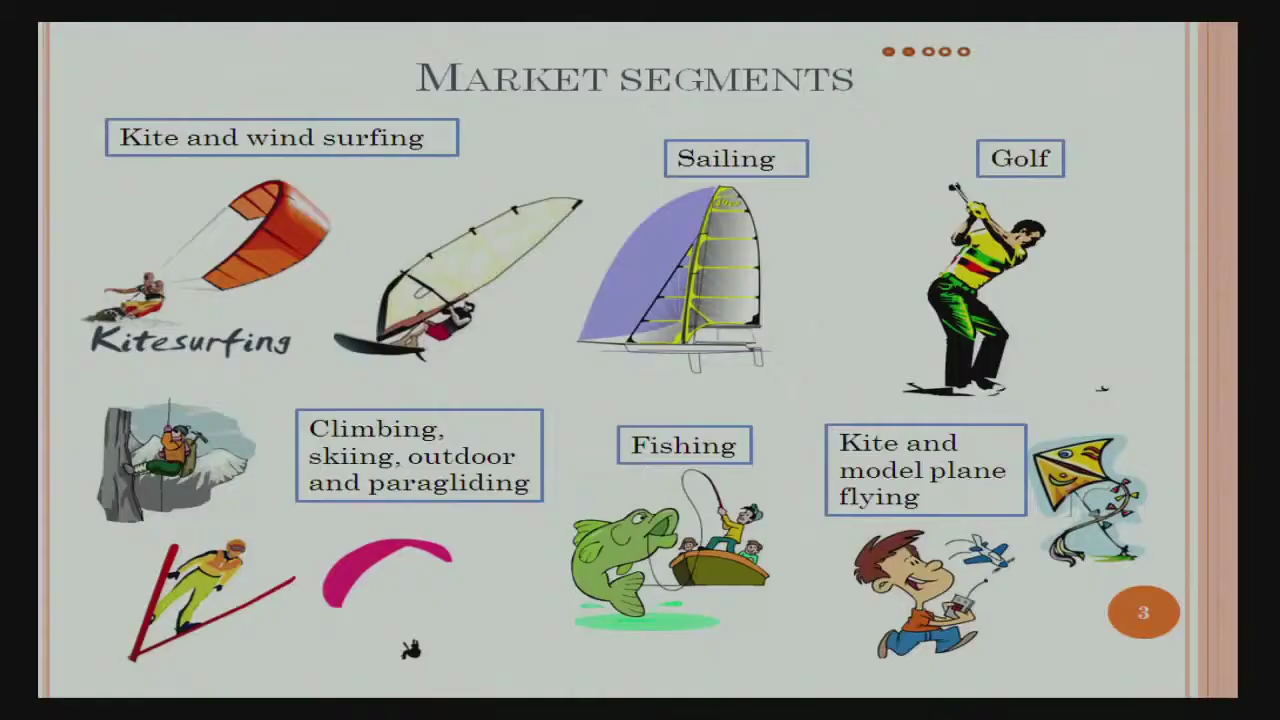 MARKET SEGMENTS
Kite and wind surfing
Sailing
Golf
Kitesurfing
Climbing,
skiing, outdoor
and paragliding
Fishing
Kite and
model plane
flying
3